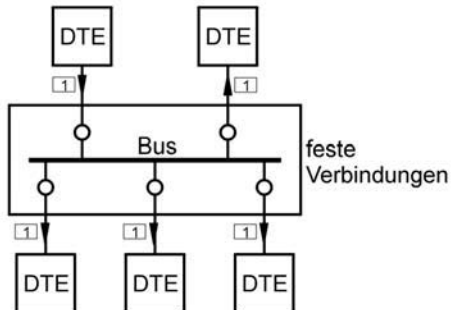 DTE DTE
1 1
Bus
feste
Verbindungen
1 1 1
DTE DTE DTE